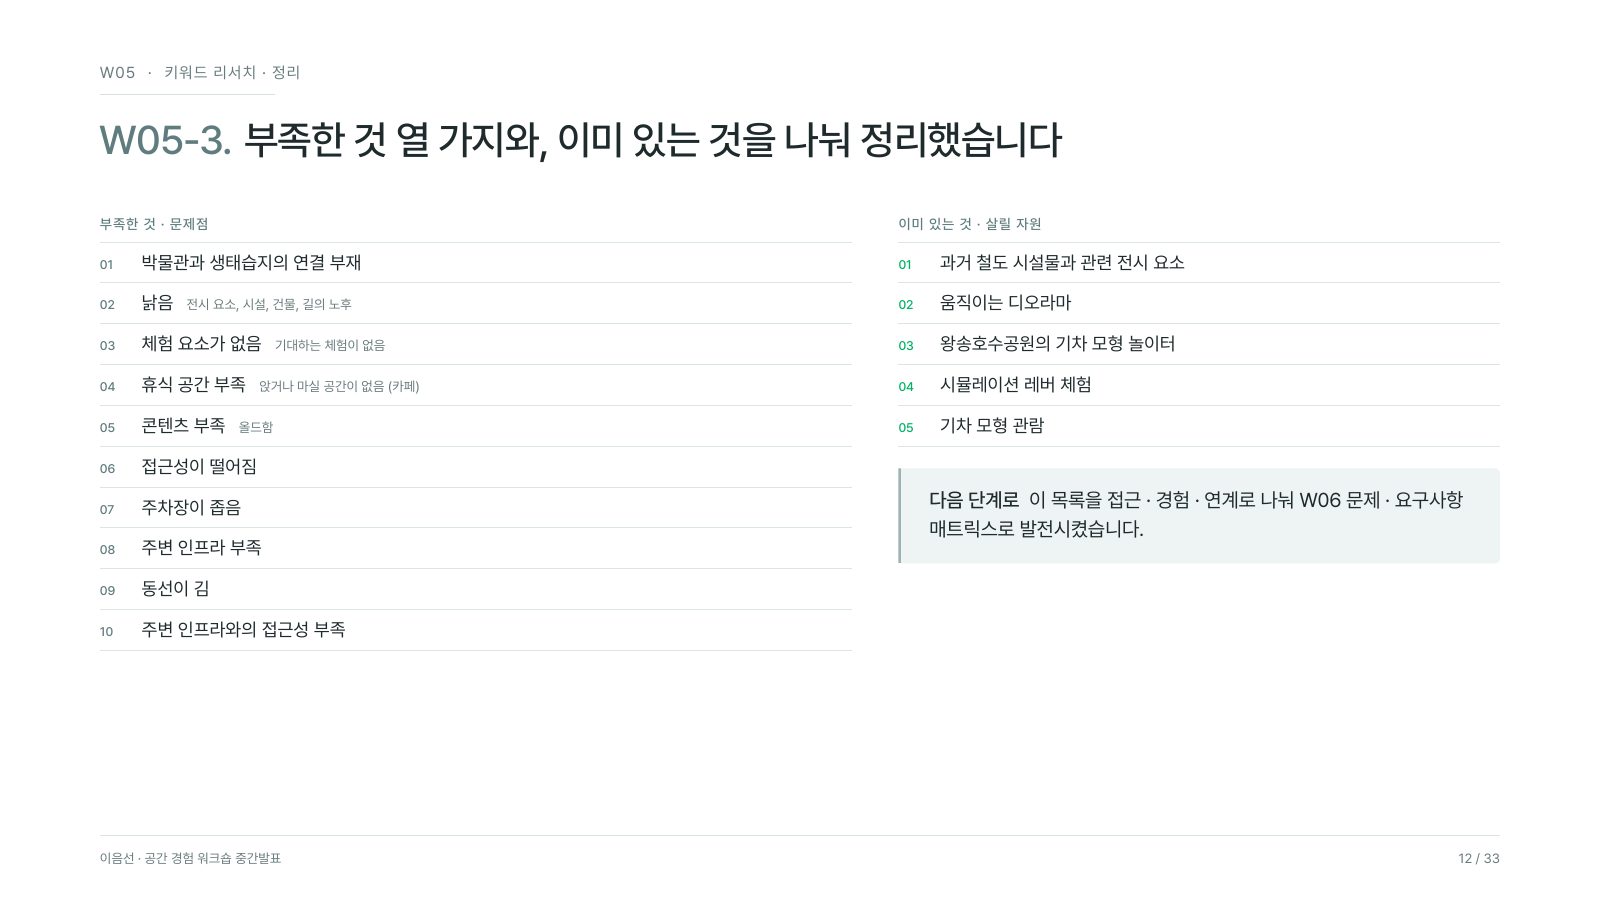 W05 · 키워드 리서치 · 정리
W05-3. 부족한 것 열 가지와, 이미 있는 것을 나눠 정리했습니다
부족한 것 · 문제점
01 박물관과 생태습지의 연결 부재
02 낡음 전시 요소, 시설, 건물, 길의 노후
03 체험 요소가 없음 기대하는 체험이 없음
04 휴식 공간 부족 앉거나 마실 공간이 없음 (카페)
05 콘텐츠 부족 올드함
06 접근성이 떨어짐
07 주차장이 좁음
08 주변 인프라 부족
09 동선이 김
10 주변 인프라와의 접근성 부족
이미 있는 것 · 살릴 자원
01 과거 철도 시설물과 관련 전시 요소
02 움직이는 디오라마
03 왕송호수공원의 기차 모형 놀이터
04 시뮬레이션 레버 체험
05 기차 모형 관람
다음 단계로 이 목록을 접근 · 경험 · 연계로 나눠 W06 문제 · 요구사항
매트릭스로 발전시켰습니다.
이음선 · 공간 경험 워크숍 중간발표
12 / 33